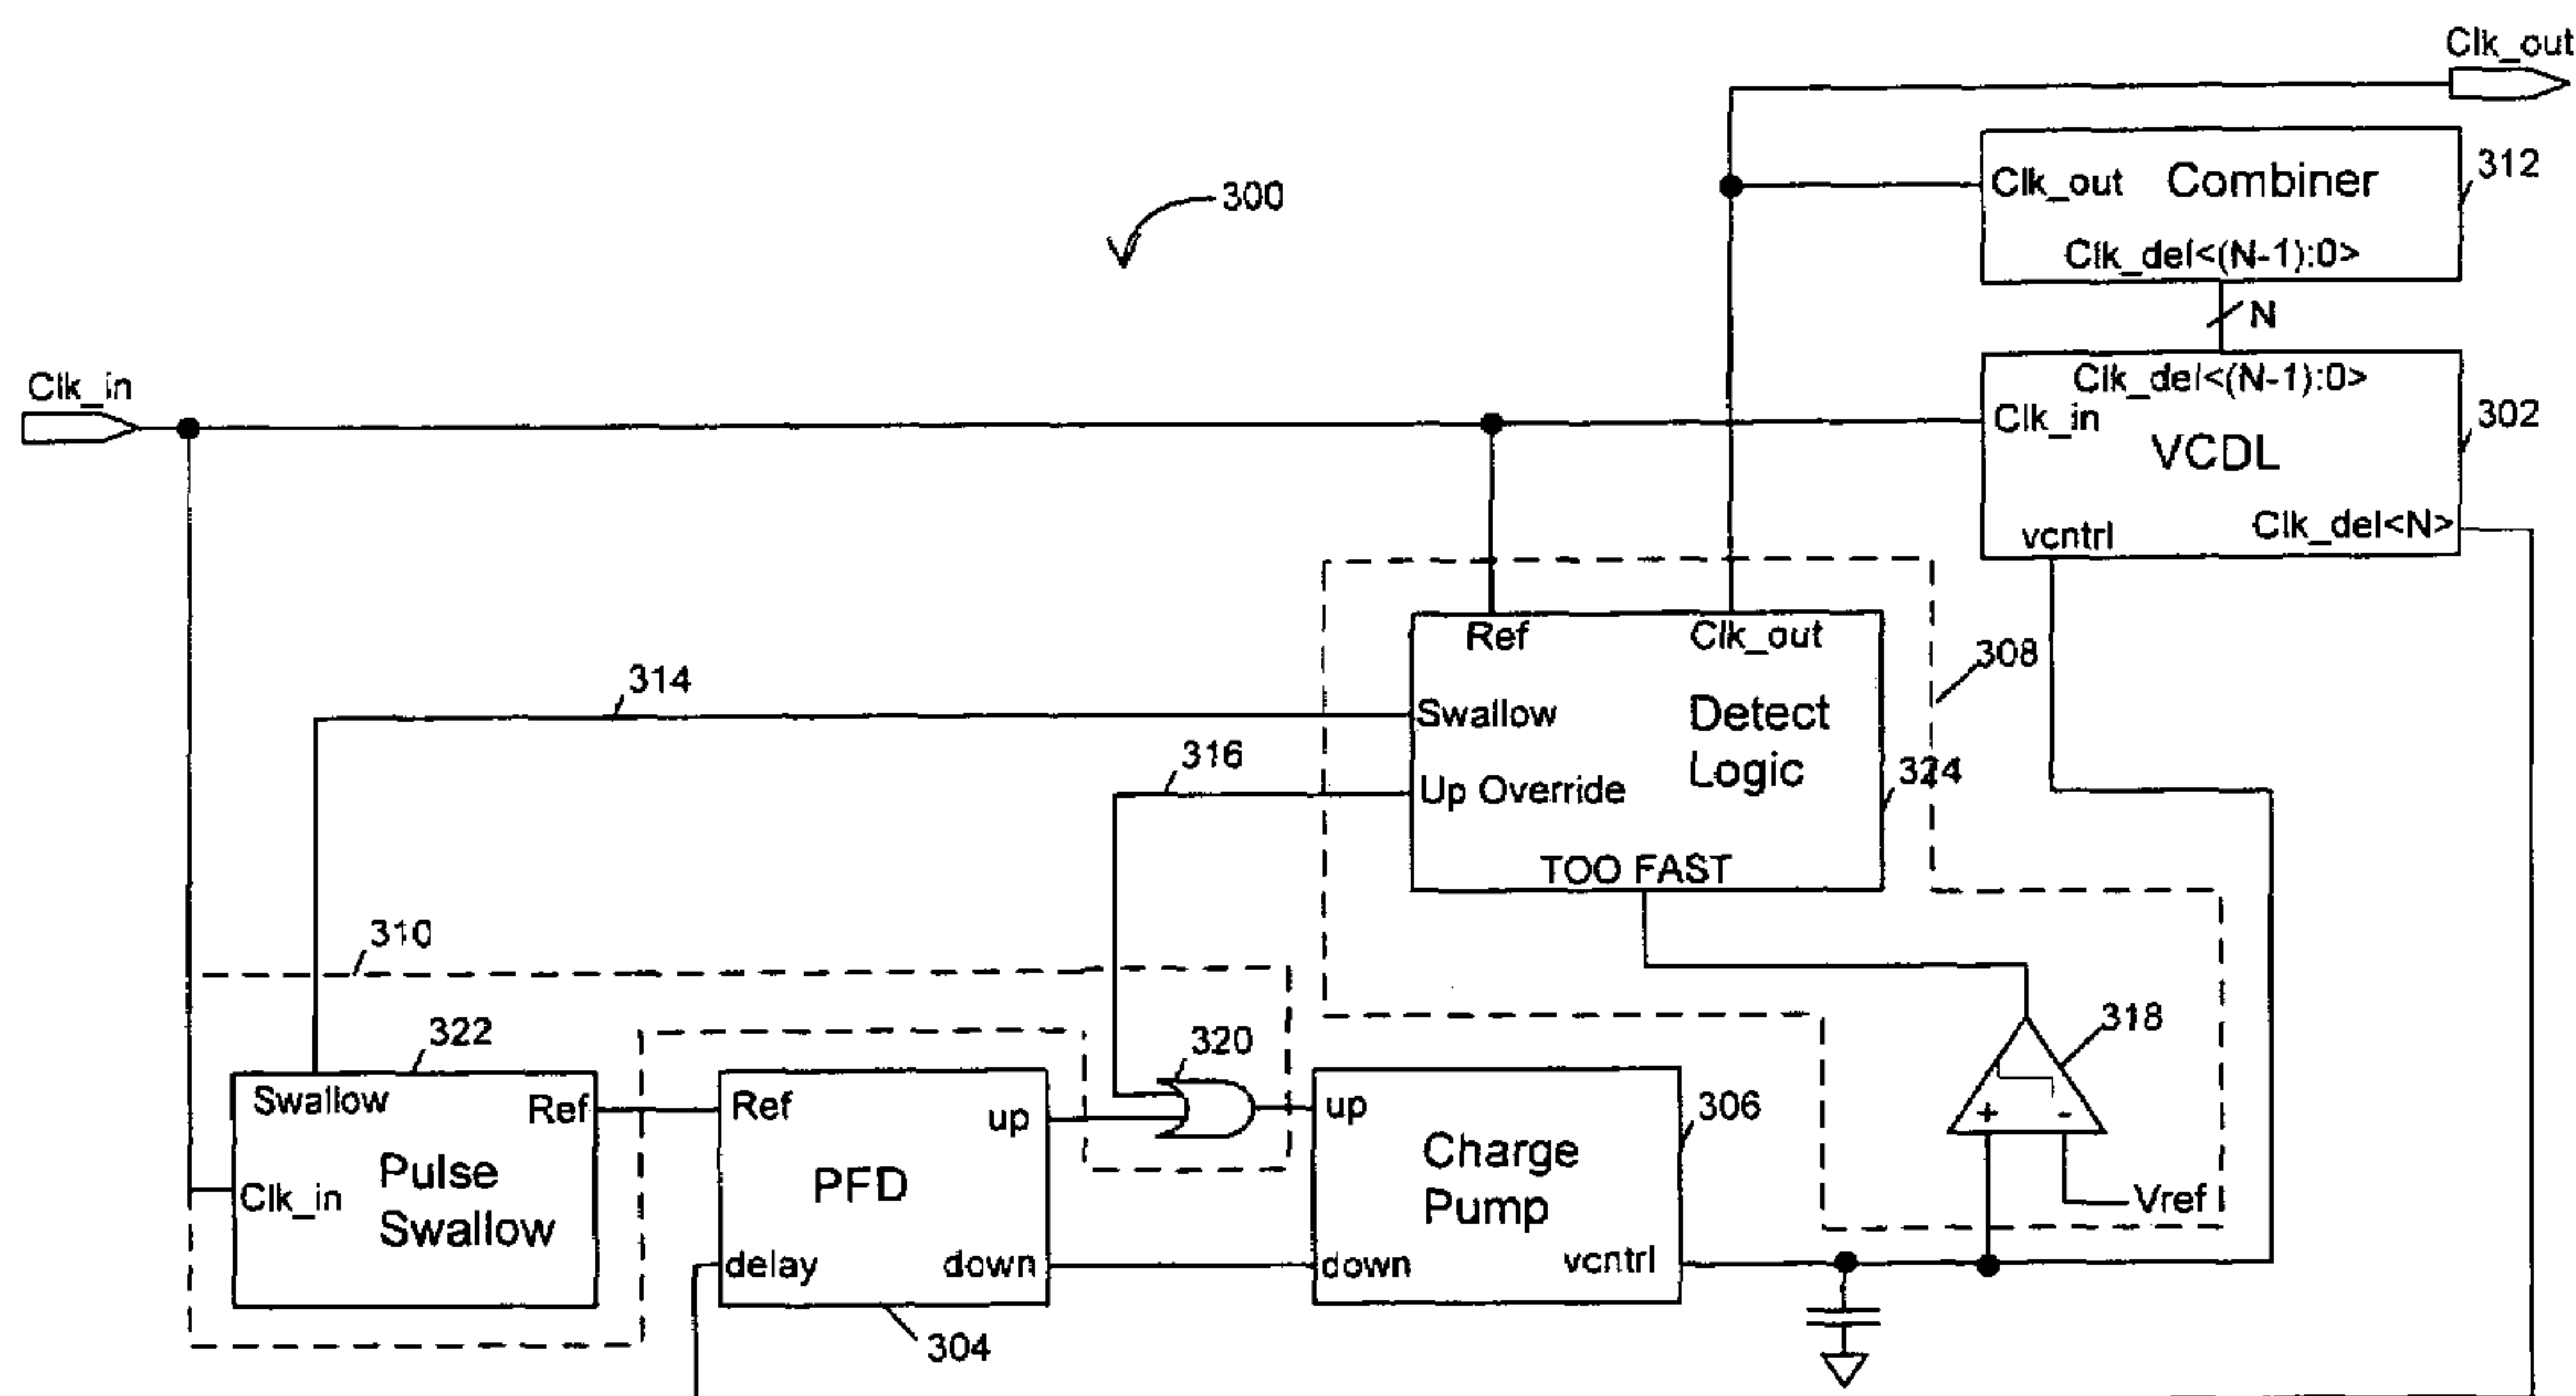 Clk_out
Clk_out Combiner
312
Clk_del<(N-1):0>
300
N
Clk_in
Clk_del<(N-1):0>
Clk_in
302
VCDL
Clk_del<N>
vcntrl
Ref
Clk_out
308
314
Swallow
Detect
Logic
316
Up Override
324
TOO FAST
310
322
320
318
Swallow
Ref
Ref
up
up
306
+
-
Charge
Pump
Pulse
Swallow
Clk_in
PFD
Vref
delay
down
down
vcntrl
304